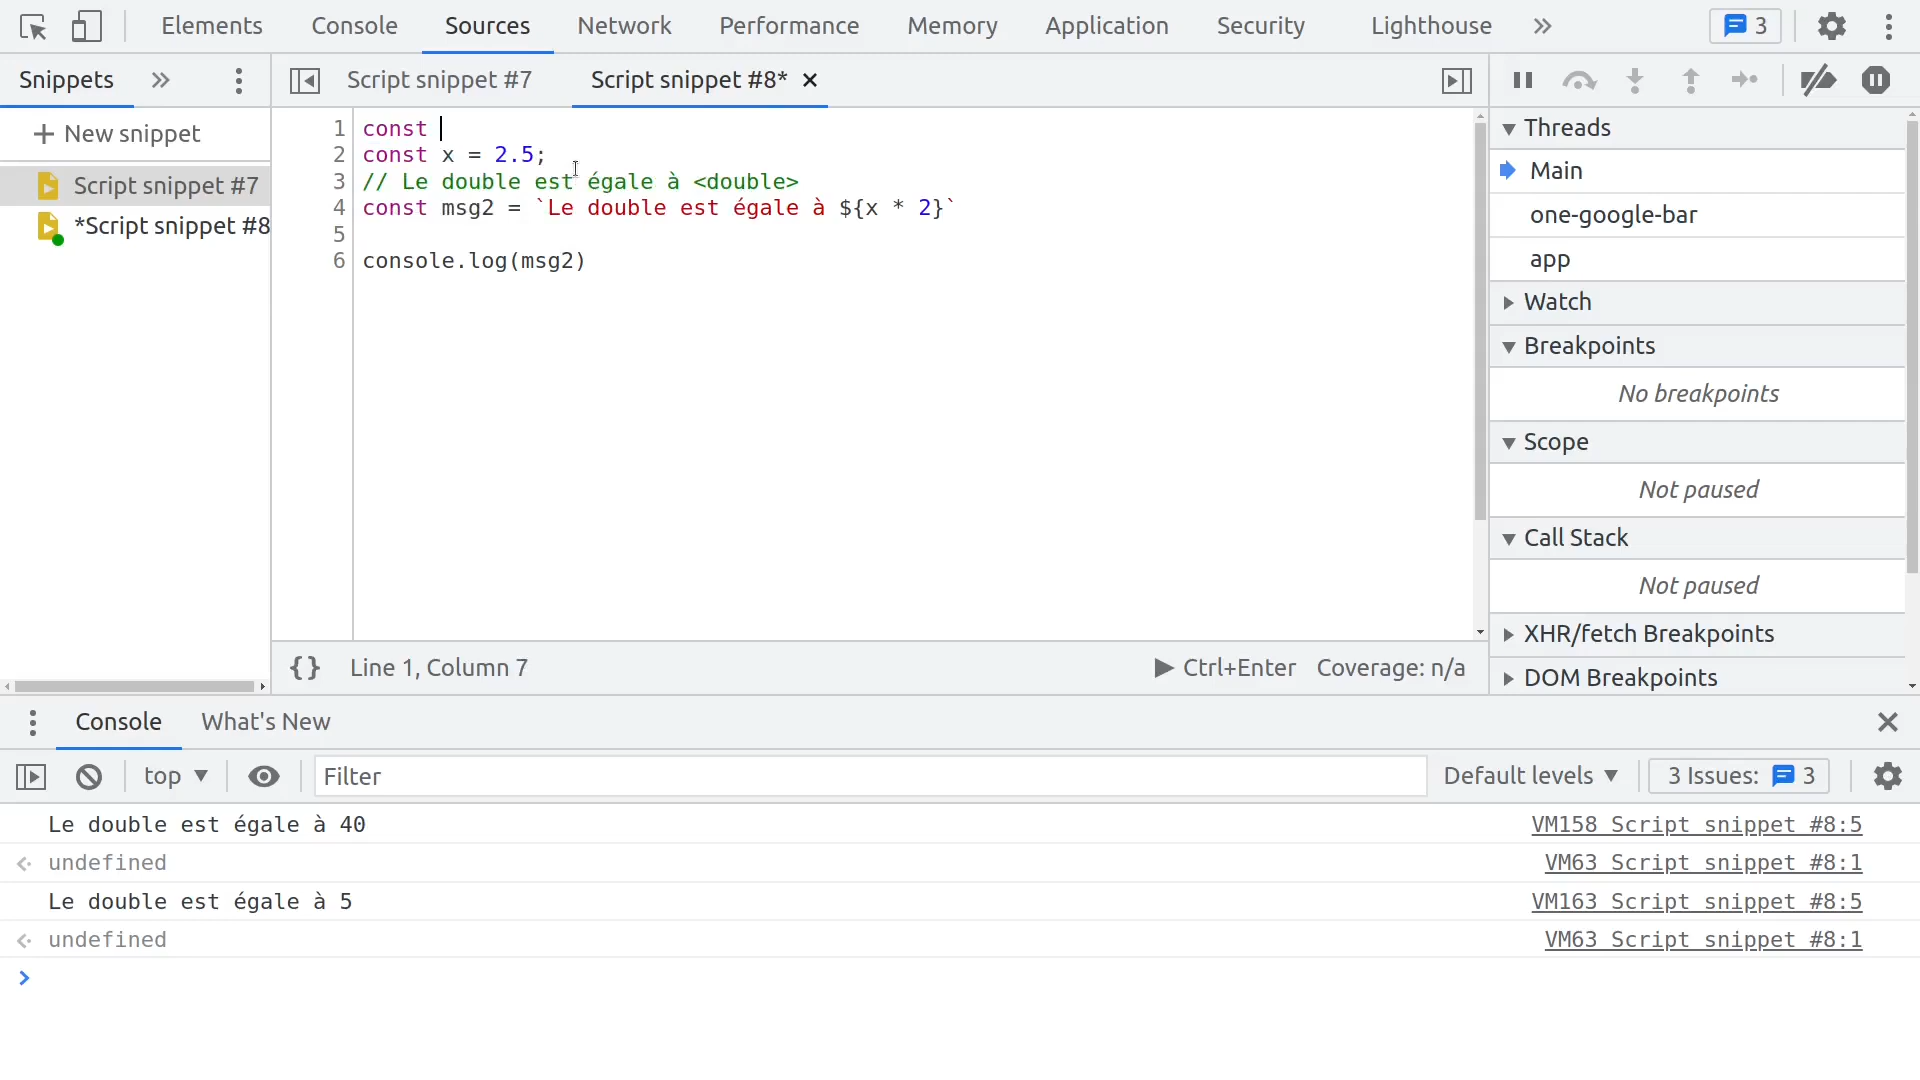 Elements Console Sources Network Performance Memory Application Security Lighthouse 3
Snippets Script snippet #7 Script snippet #8*
New snippet
Script snippet #7
*Script snippet #8
1 const
2 const x = 2.5;
3 // Le double est égale à <double>
4 const msg2 = `Le double est égale à ${x * 2}`
5
6 console.log(msg2)
{} Line 1, Column 7 Ctrl+Enter Coverage: n/a
Threads
Main
one-google-bar
app
Watch
Breakpoints
No breakpoints
Scope
Not paused
Call Stack
Not paused
XHR/fetch Breakpoints
DOM Breakpoints
Console What's New
top Filter Default levels 3 Issues: 3
Le double est égale à 40 VM158 Script snippet #8:5
undefined VM63 Script snippet #8:1
Le double est égale à 5 VM163 Script snippet #8:5
undefined VM63 Script snippet #8:1